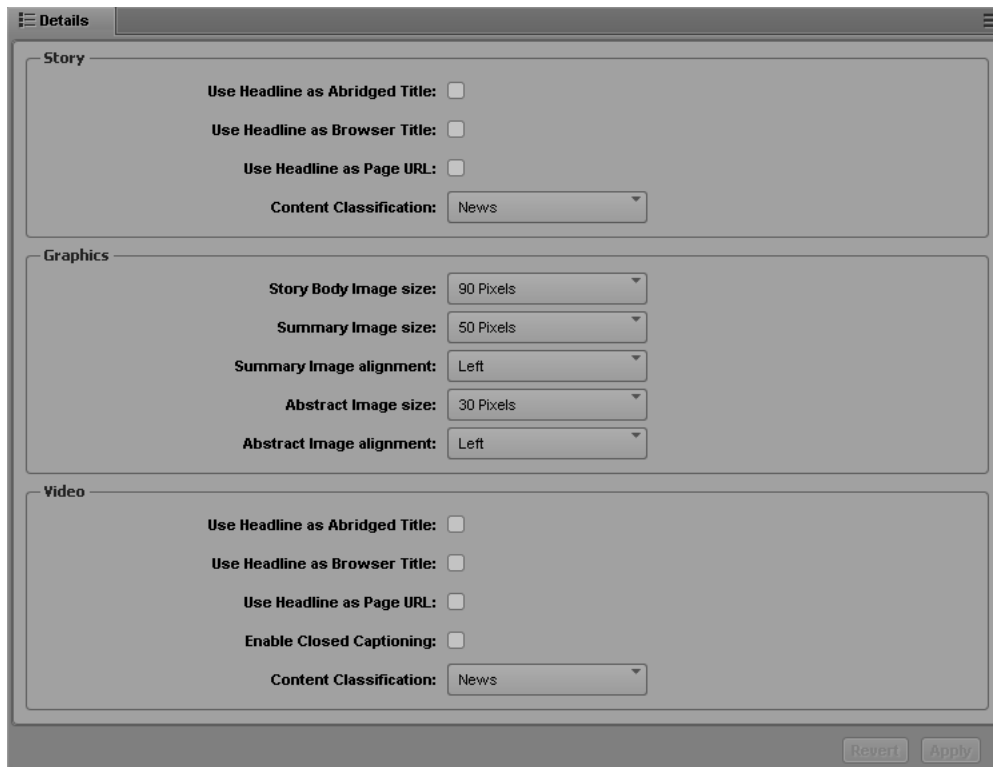 Details
Story
Use Headline as Abridged Title:
Use Headline as Browser Title:
Use Headline as Page URL:
Content Classification: News
Graphics
Story Body Image size: 90 Pixels
Summary Image size: 50 Pixels
Summary Image alignment: Left
Abstract Image size: 30 Pixels
Abstract Image alignment: Left
Video
Use Headline as Abridged Title:
Use Headline as Browser Title:
Use Headline as Page URL:
Enable Closed Captioning:
Content Classification: News
Revert Apply